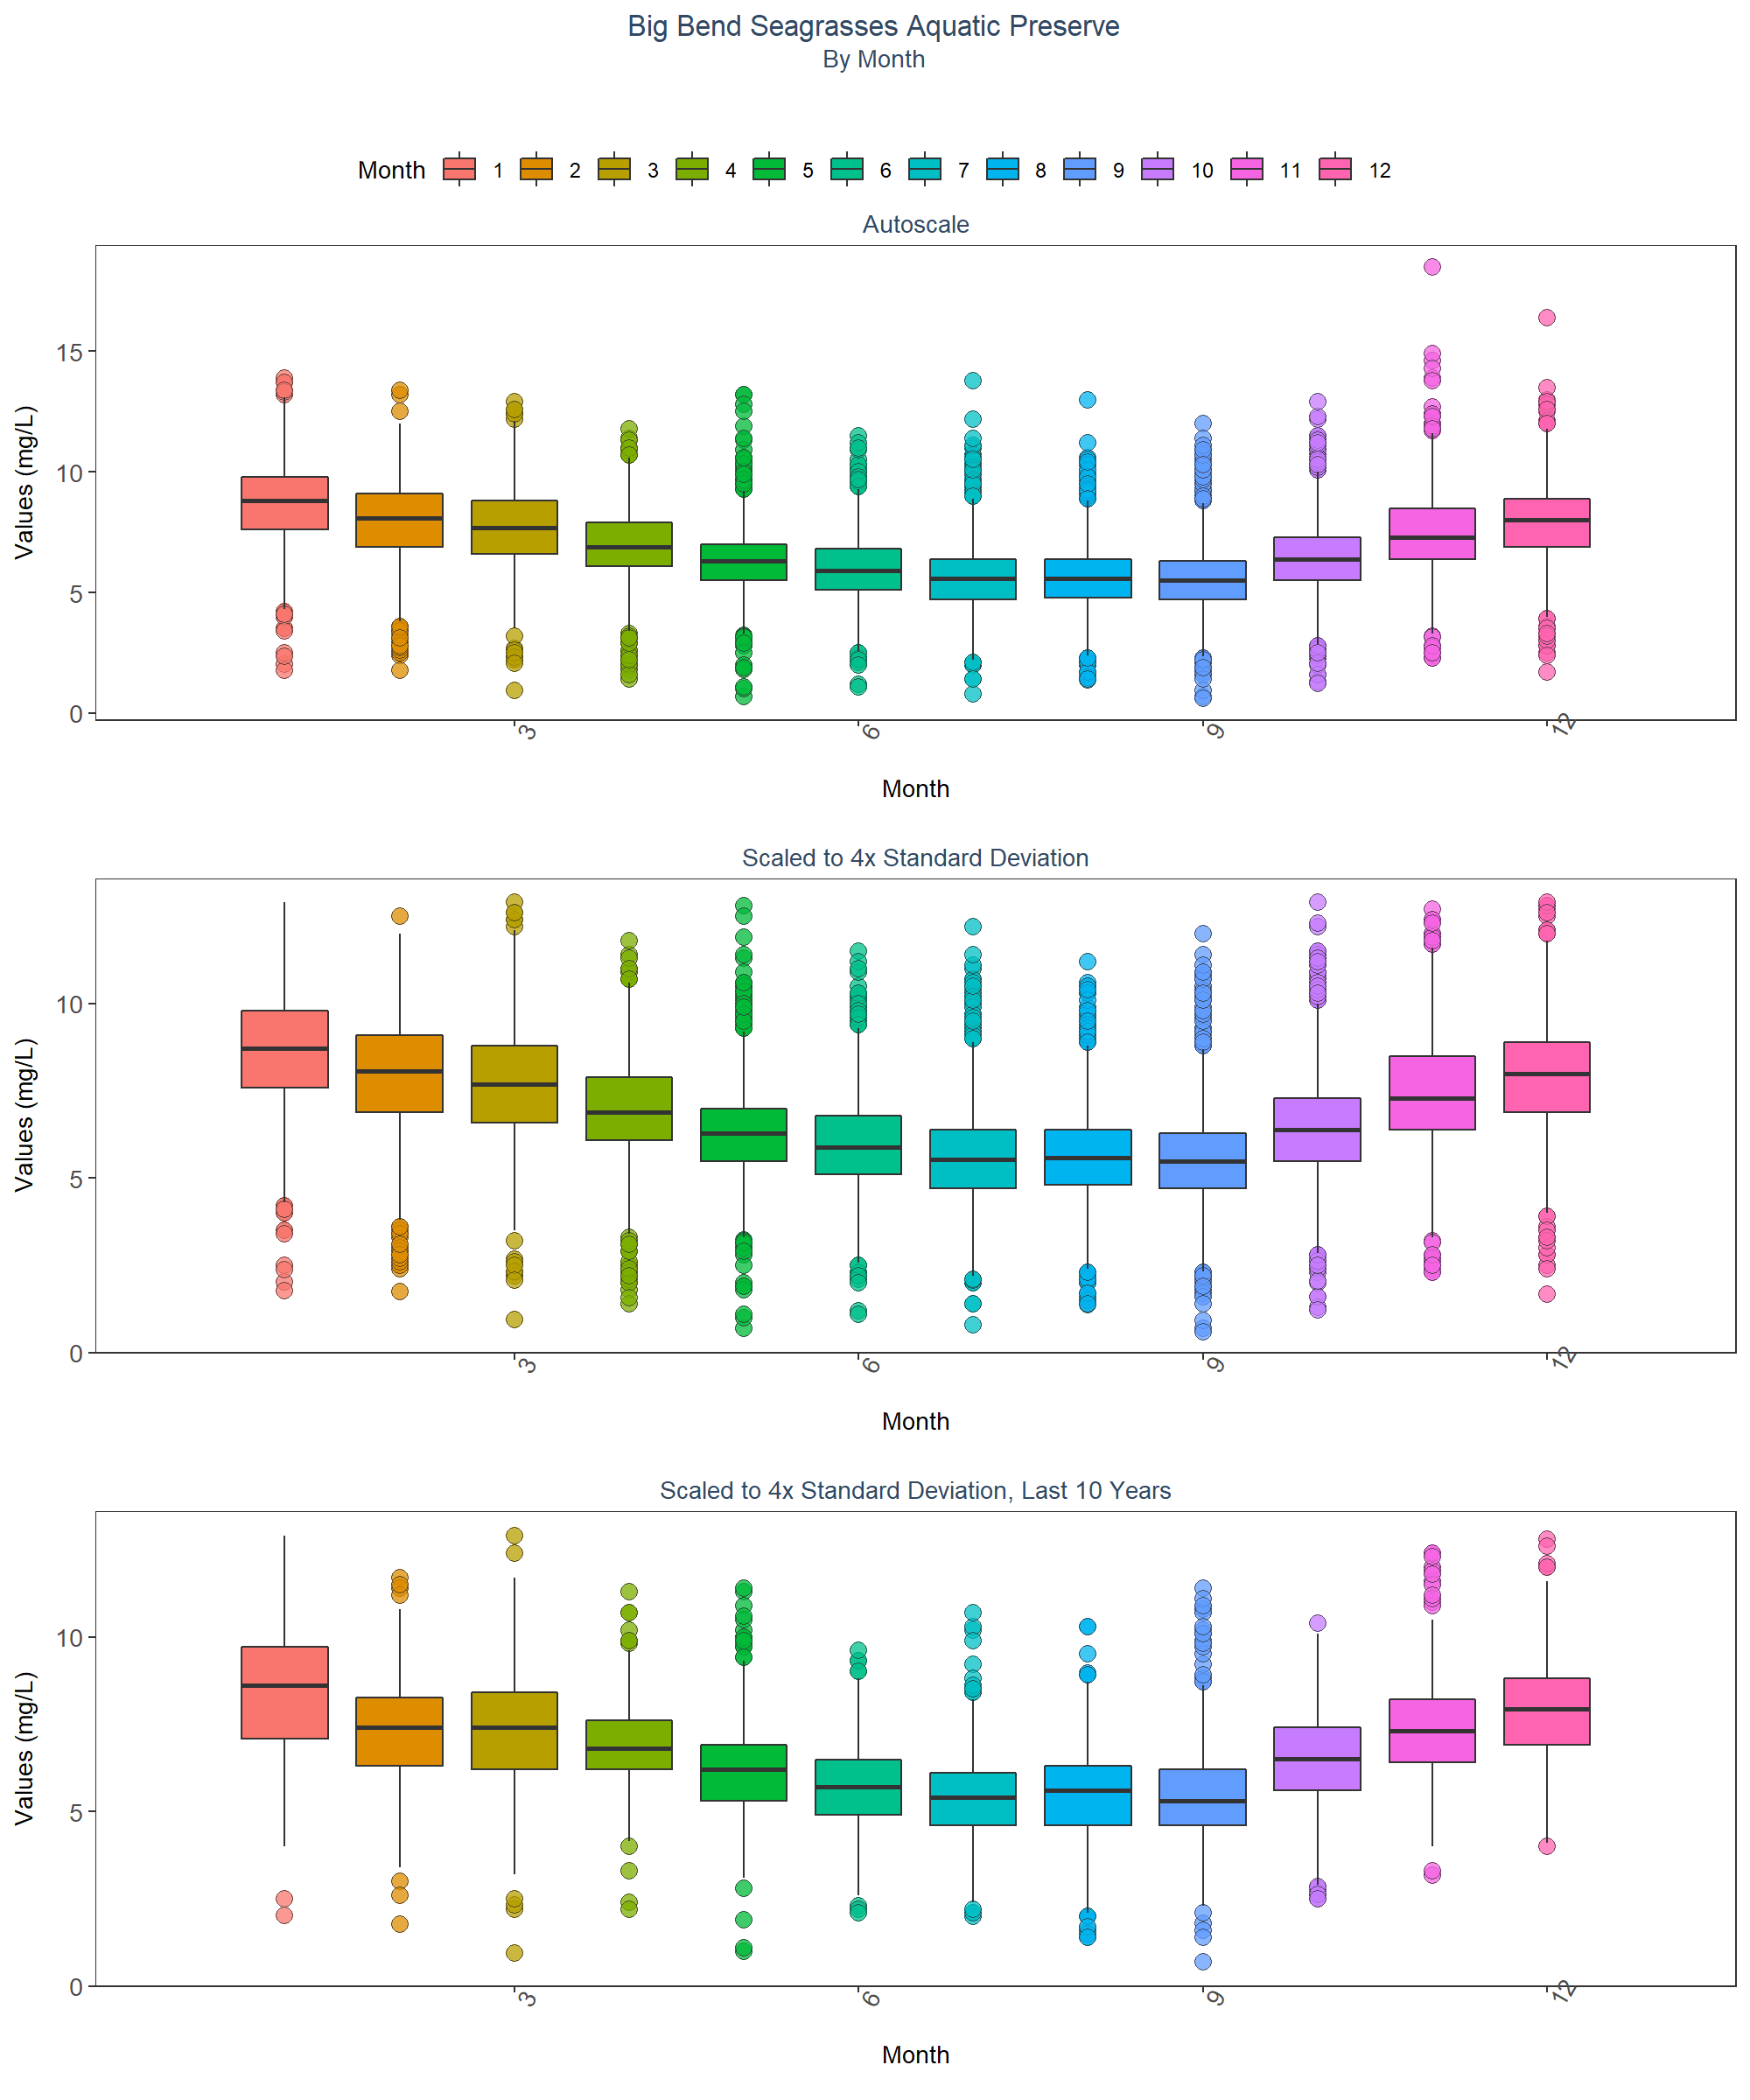 Big Bend Seagrasses Aquatic Preserve
By Month
Month 1 2 3 4 5 6 7 8 9 10 11 12
Autoscale
Values (mg/L)
15
10
5
0
3 6 9 12
Month
Scaled to 4x Standard Deviation
Values (mg/L)
10
5
0
3 6 9 12
Month
Scaled to 4x Standard Deviation, Last 10 Years
Values (mg/L)
10
5
0
3 6 9 12
Month